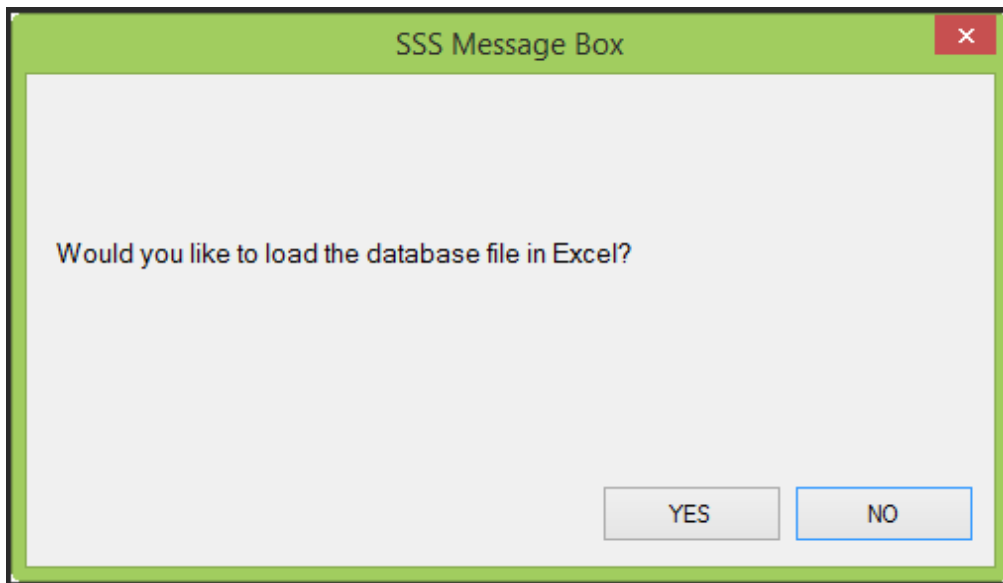 SSS Message Box
Would you like to load the database file in Excel?
YES NO